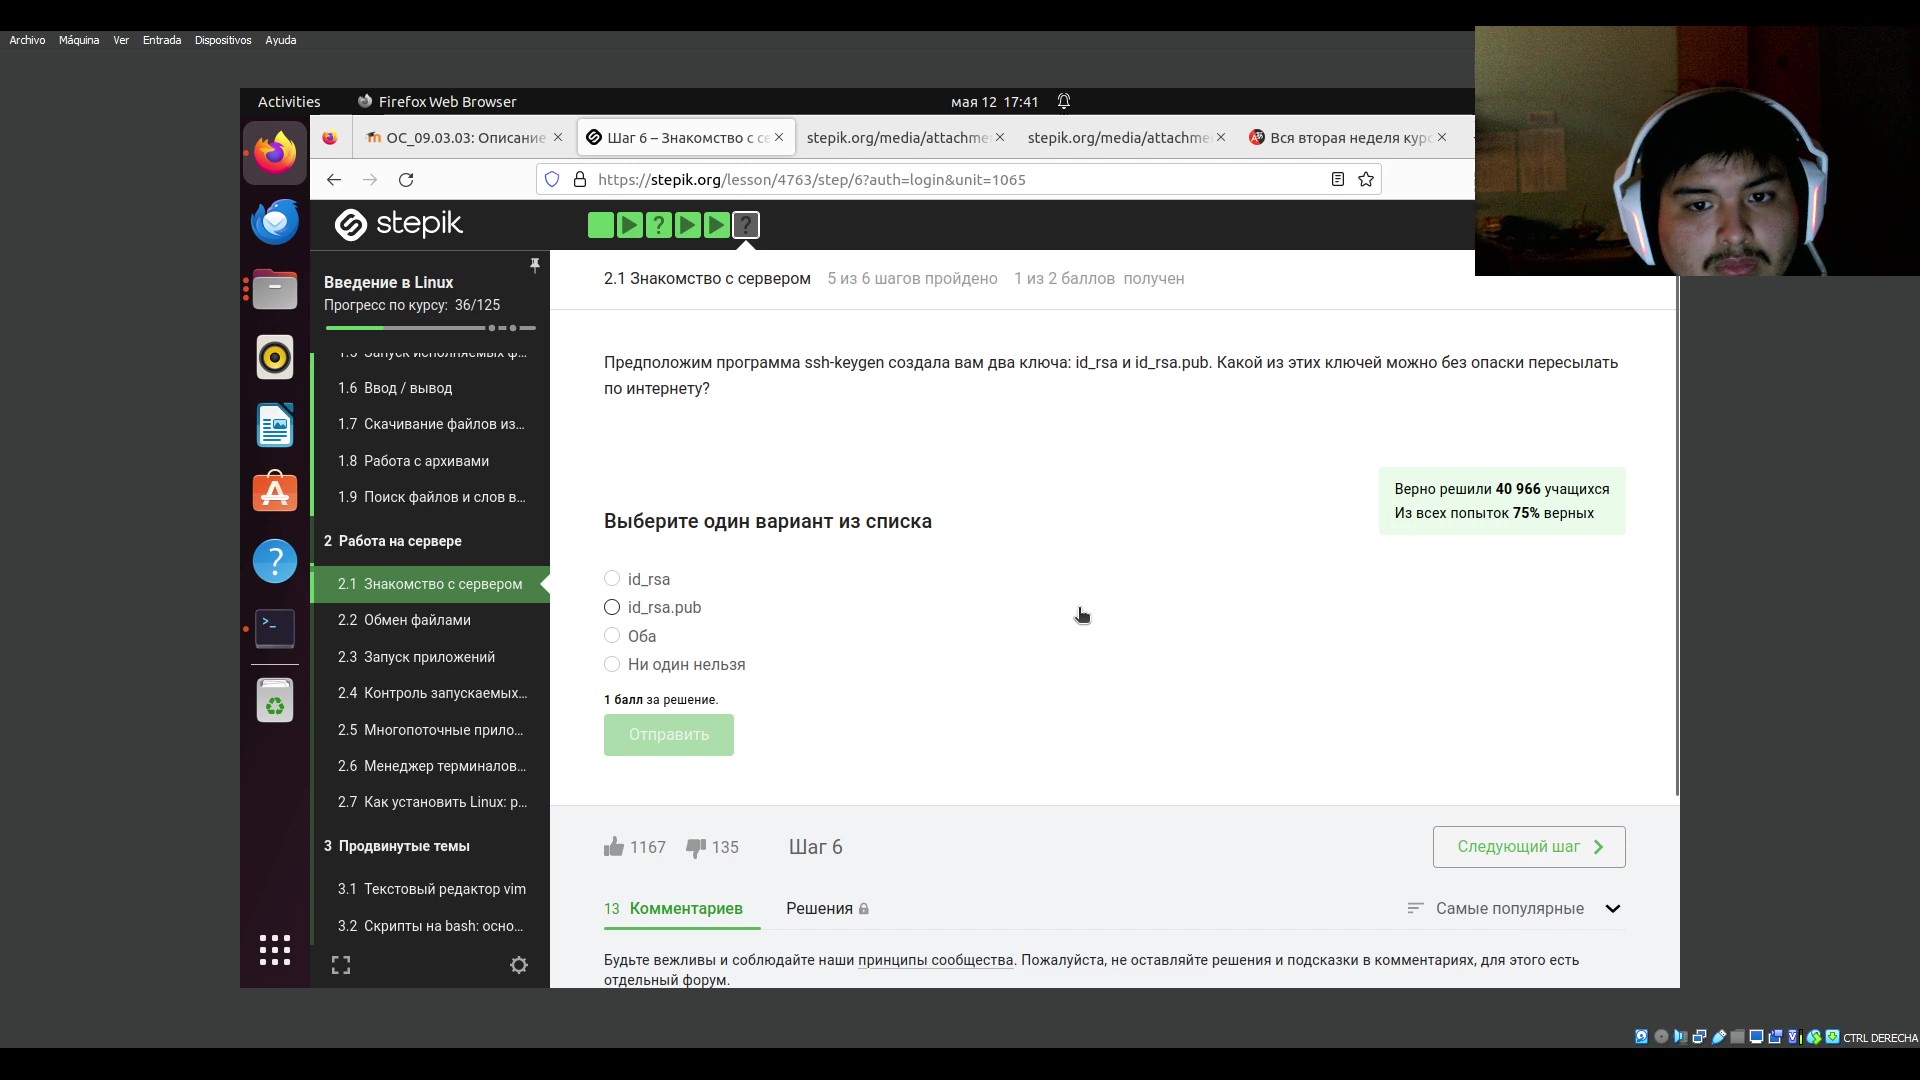 Archivo Máquina Ver Entrada Dispositivos Ayuda
Activities Firefox Web Browser мая 12 17:41
ОС_09.03.03: Описание Шаг 6 – Знакомство с се stepik.org/media/attachme stepik.org/media/attachme Вся вторая неделя курс
https://stepik.org/lesson/4763/step/6?auth=login&unit=1065
stepik
Введение в Linux
Прогресс по курсу: 36/125
1.5 Запуск исполняемых ф...
1.6 Ввод / вывод
1.7 Скачивание файлов из...
1.8 Работа с архивами
1.9 Поиск файлов и слов в...
2 Работа на сервере
2.1 Знакомство с сервером
2.2 Обмен файлами
2.3 Запуск приложений
2.4 Контроль запускаемых...
2.5 Многопоточные прило...
2.6 Менеджер терминалов...
2.7 Как установить Linux: р...
3 Продвинутые темы
3.1 Текстовый редактор vim
3.2 Скрипты на bash: осно...
2.1 Знакомство с сервером 5 из 6 шагов пройдено 1 из 2 баллов получен
Предположим программа ssh-keygen создала вам два ключа: id_rsa и id_rsa.pub. Какой из этих ключей можно без опаски пересылать
по интернету?
Верно решили 40 966 учащихся
Из всех попыток 75% верных
Выберите один вариант из списка
id_rsa
id_rsa.pub
Оба
Ни один нельзя
1 балл за решение.
Отправить
1167 135 Шаг 6
Следующий шаг
13 Комментариев Решения Самые популярные
Будьте вежливы и соблюдайте наши принципы сообщества. Пожалуйста, не оставляйте решения и подсказки в комментариях, для этого есть
отдельный форум.
CTRL DERECHA